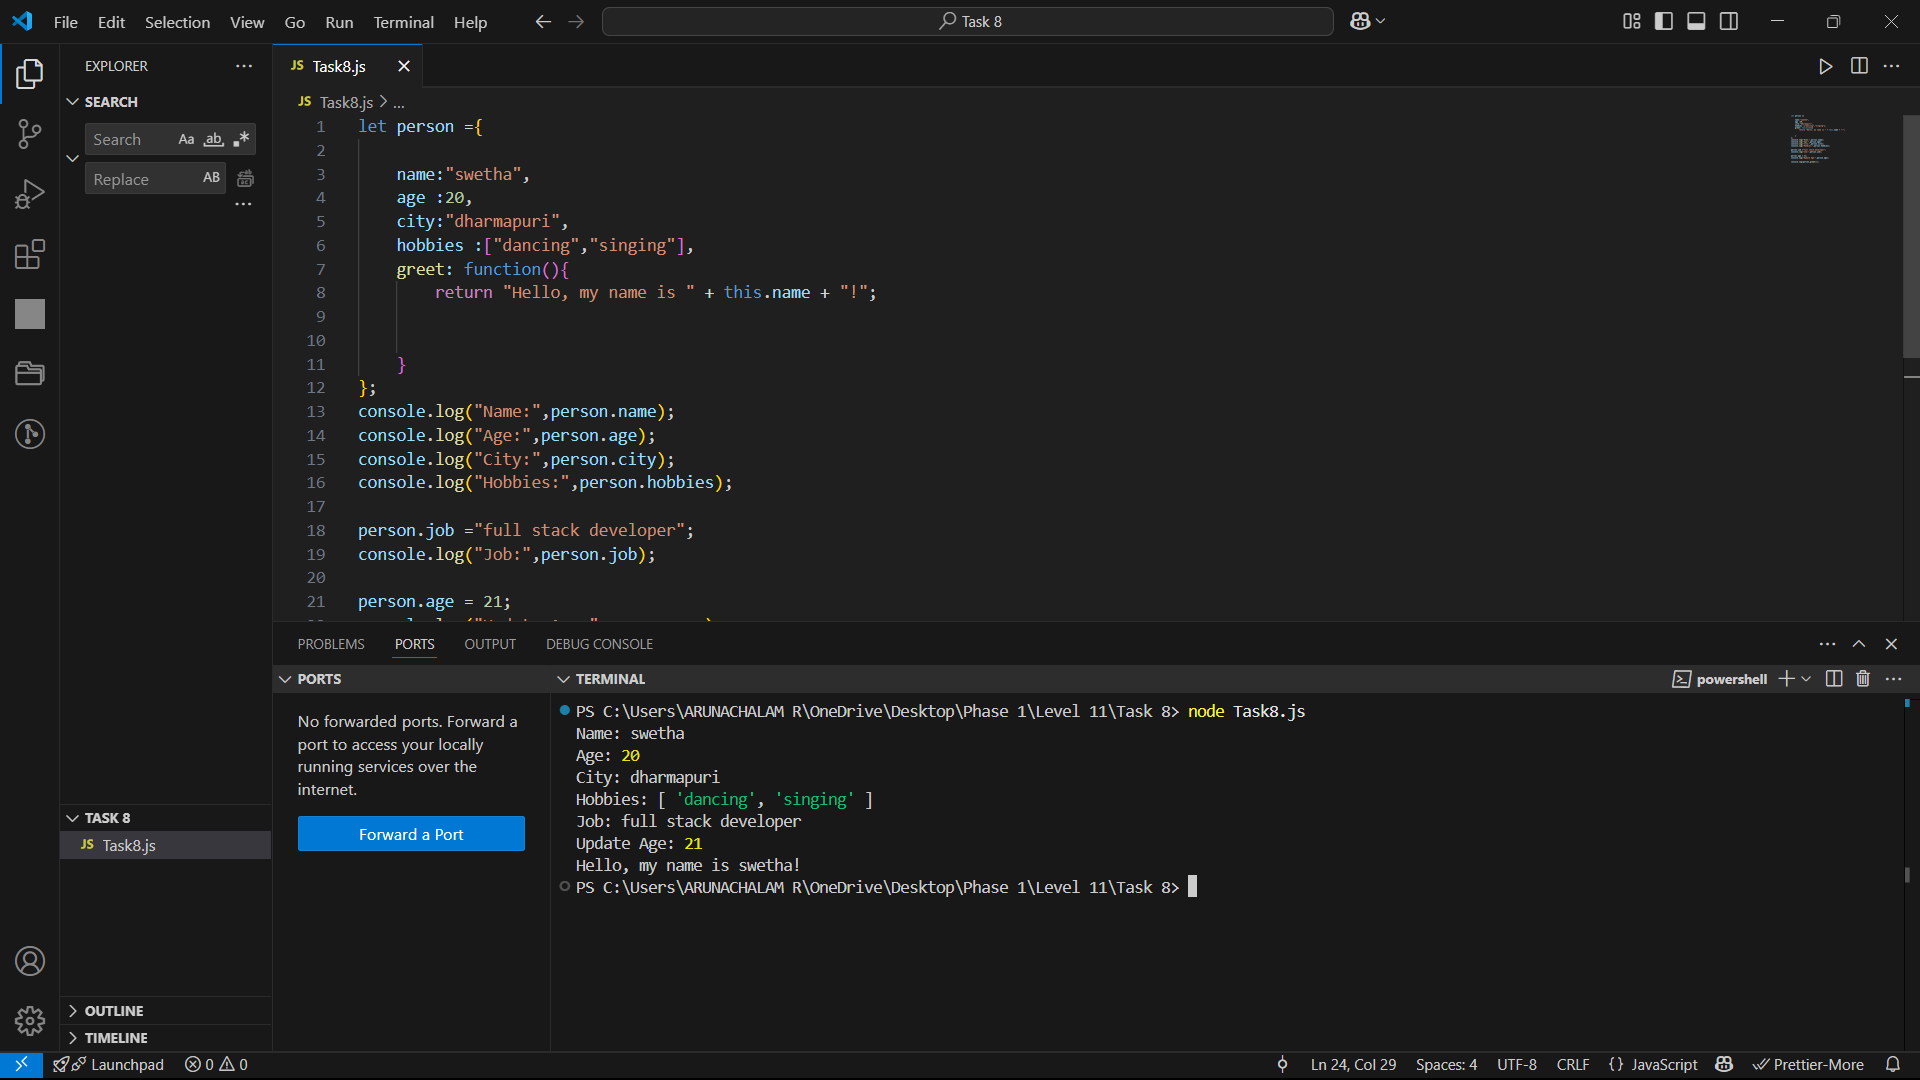 File Edit Selection View Go Run Terminal Help
Task 8
EXPLORER
SEARCH
Search Aa ab .*
Replace AB
JS Task8.js
JS Task8.js > ...
1 let person ={
2
3 name:"swetha",
4 age :20,
5 city:"dharmapuri",
6 hobbies :["dancing","singing"],
7 greet: function(){
8 return "Hello, my name is " + this.name + "!";
9
10
11 }
12 };
13 console.log("Name:",person.name);
14 console.log("Age:",person.age);
15 console.log("City:",person.city);
16 console.log("Hobbies:",person.hobbies);
17
18 person.job ="full stack developer";
19 console.log("Job:",person.job);
20
21 person.age = 21;
PROBLEMS PORTS OUTPUT DEBUG CONSOLE
PORTS
No forwarded ports. Forward a
port to access your locally
running services over the
internet.
Forward a Port
TERMINAL
powershell
PS C:\Users\ARUNACHALAM R\OneDrive\Desktop\Phase 1\Level 11\Task 8> node Task8.js
Name: swetha
Age: 20
City: dharmapuri
Hobbies: [ 'dancing', 'singing' ]
Job: full stack developer
Update Age: 21
Hello, my name is swetha!
PS C:\Users\ARUNACHALAM R\OneDrive\Desktop\Phase 1\Level 11\Task 8>
TASK 8
JS Task8.js
OUTLINE
TIMELINE
Launchpad 0 0
Ln 24, Col 29 Spaces: 4 UTF-8 CRLF {} JavaScript Prettier-More